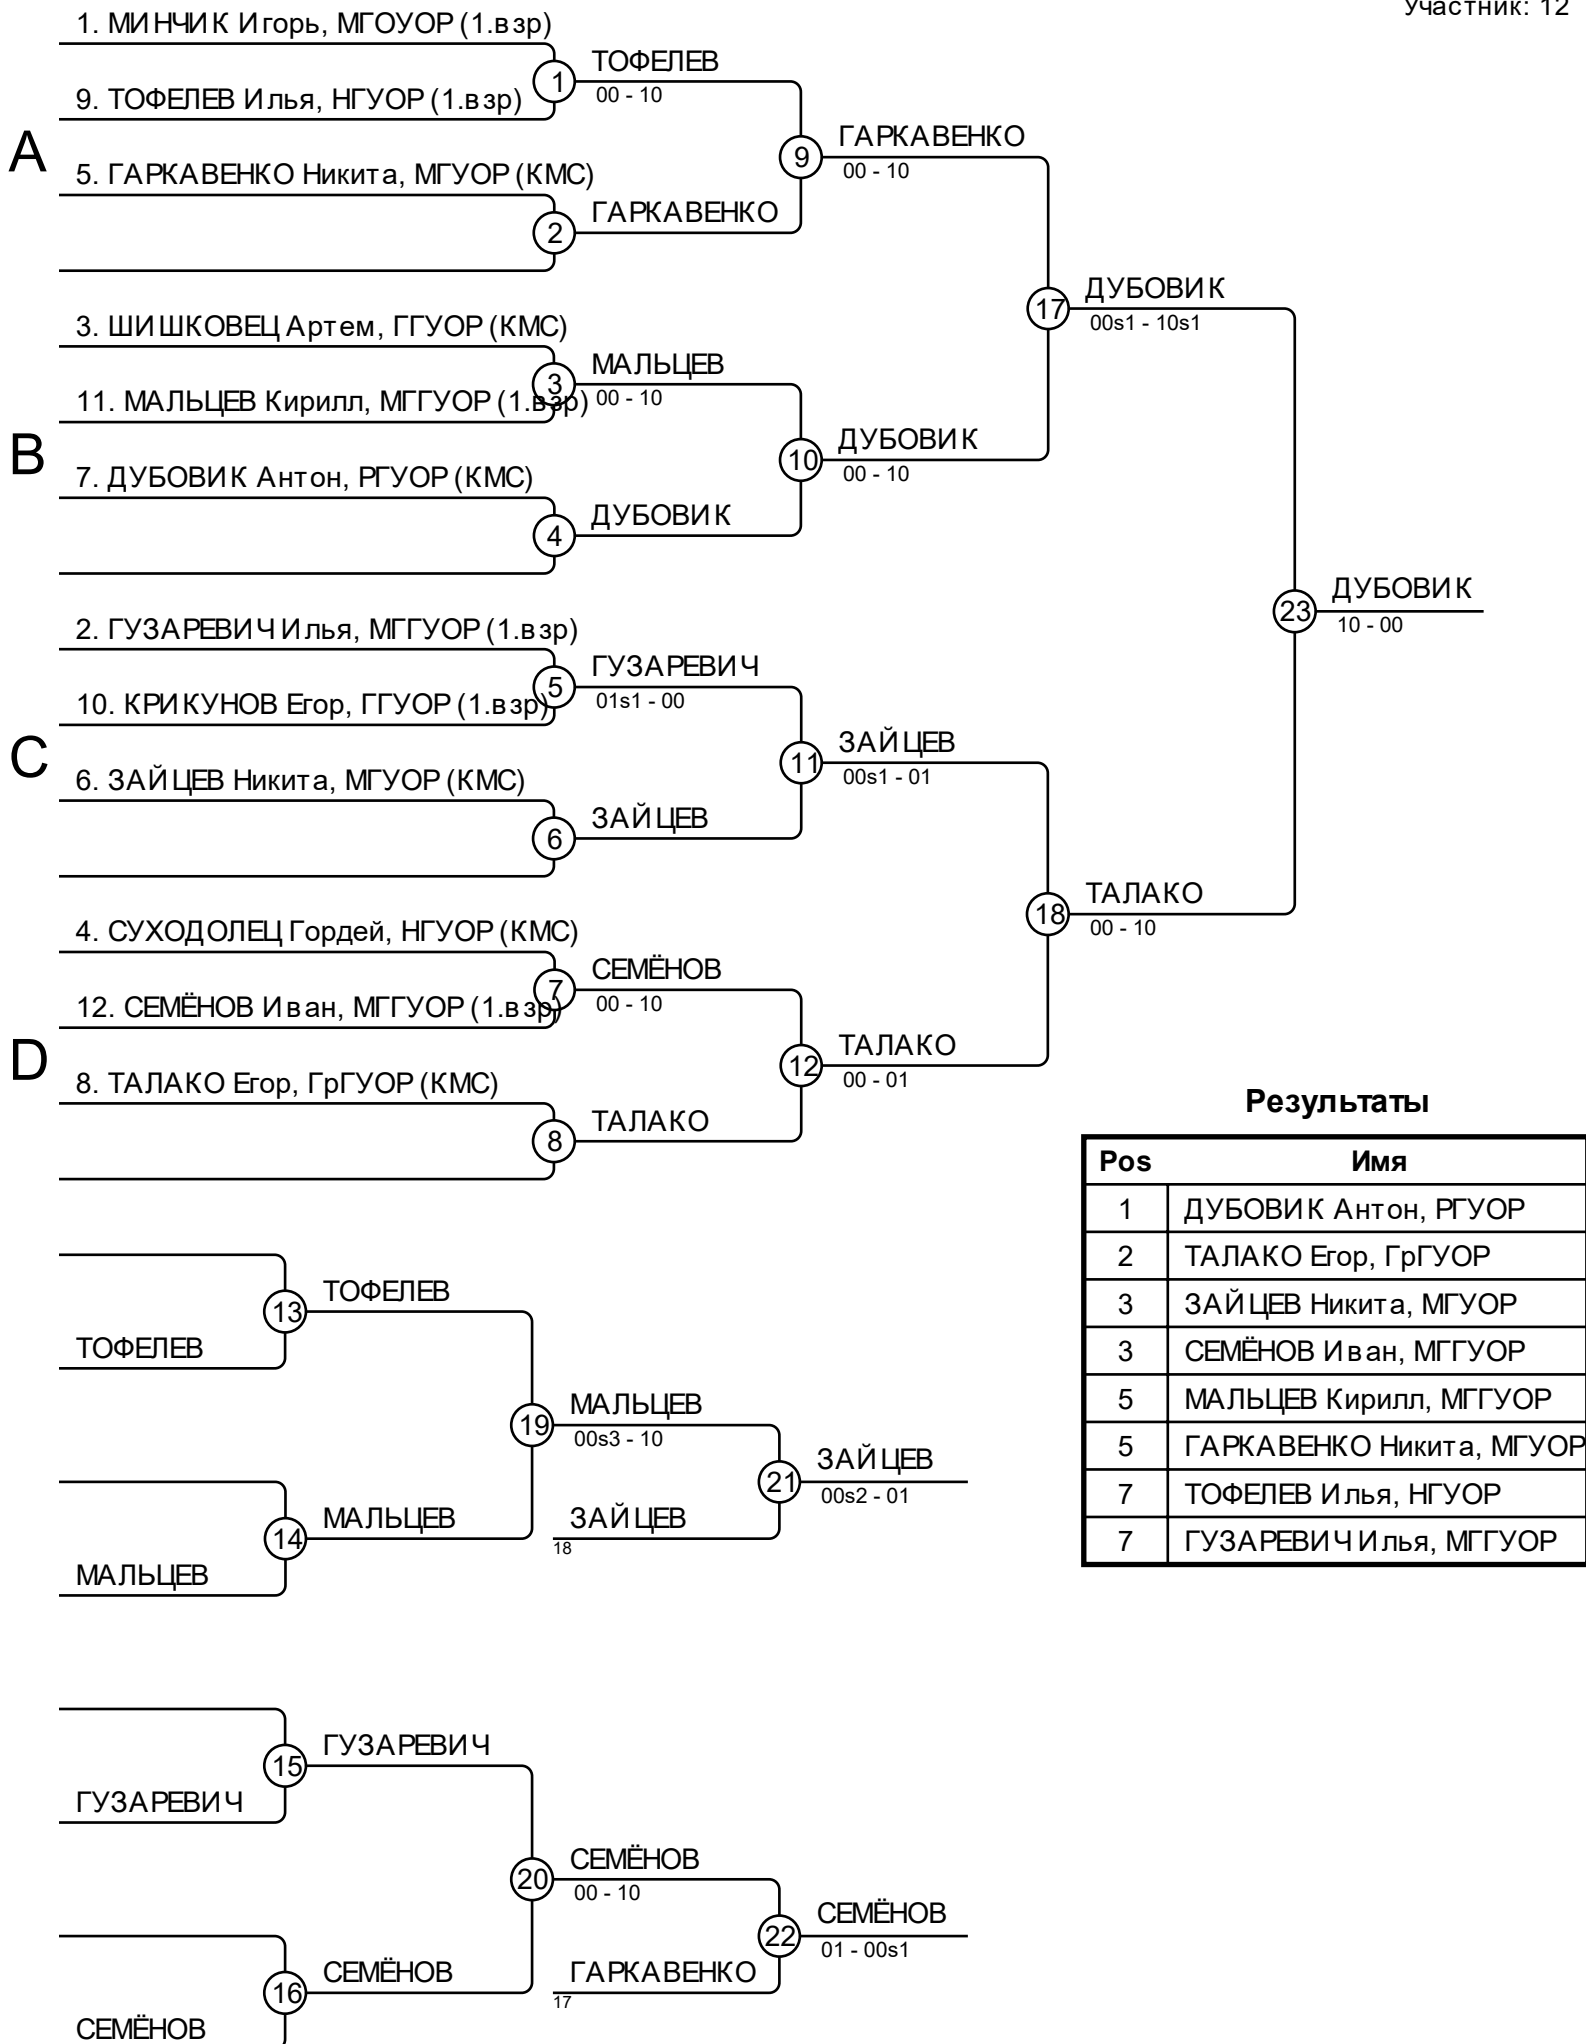 Участник: 12
1. МИНЧИК Игорь, МГОУОР (1.взр)
1
ТОФЕЛЕВ
00 - 10
9. ТОФЕЛЕВ Илья, НГУОР (1.взр)
A
9
ГАРКАВЕНКО
00 - 10
5. ГАРКАВЕНКО Никита, МГУОР (КМС)
2
ГАРКАВЕНКО
17
ДУБОВИК
00s1 - 10s1
3. ШИШКОВЕЦ Артем, ГГУОР (КМС)
3
МАЛЬЦЕВ
00 - 10
11. МАЛЬЦЕВ Кирилл, МГГУОР (1.взр)
B
10
ДУБОВИК
00 - 10
7. ДУБОВИК Антон, РГУОР (КМС)
4
ДУБОВИК
23
ДУБОВИК
10 - 00
2. ГУЗАРЕВИЧ Илья, МГГУОР (1.взр)
5
ГУЗАРЕВИЧ
01s1 - 00
10. КРИКУНОВ Егор, ГГУОР (1.взр)
C
11
ЗАЙЦЕВ
00s1 - 01
6. ЗАЙЦЕВ Никита, МГУОР (КМС)
6
ЗАЙЦЕВ
18
ТАЛАКО
00 - 10
4. СУХОДОЛЕЦ Гордей, НГУОР (КМС)
7
СЕМЁНОВ
00 - 10
12. СЕМЁНОВ Иван, МГГУОР (1.взр)
D
12
ТАЛАКО
00 - 01
8. ТАЛАКО Егор, ГрГУОР (КМС)
8
ТАЛАКО
Результаты
Pos Имя
1 ДУБОВИК Антон, РГУОР
2 ТАЛАКО Егор, ГрГУОР
3 ЗАЙЦЕВ Никита, МГУОР
3 СЕМЁНОВ Иван, МГГУОР
5 МАЛЬЦЕВ Кирилл, МГГУОР
5 ГАРКАВЕНКО Никита, МГУОР
7 ТОФЕЛЕВ Илья, НГУОР
7 ГУЗАРЕВИЧ Илья, МГГУОР
13
ТОФЕЛЕВ
ТОФЕЛЕВ
19
МАЛЬЦЕВ
00s3 - 10
21
ЗАЙЦЕВ
00s2 - 01
14
МАЛЬЦЕВ
ЗАЙЦЕВ
18
МАЛЬЦЕВ
15
ГУЗАРЕВИЧ
ГУЗАРЕВИЧ
20
СЕМЁНОВ
00 - 10
22
СЕМЁНОВ
01 - 00s1
16
СЕМЁНОВ
ГАРКАВЕНКО
17
СЕМЁНОВ